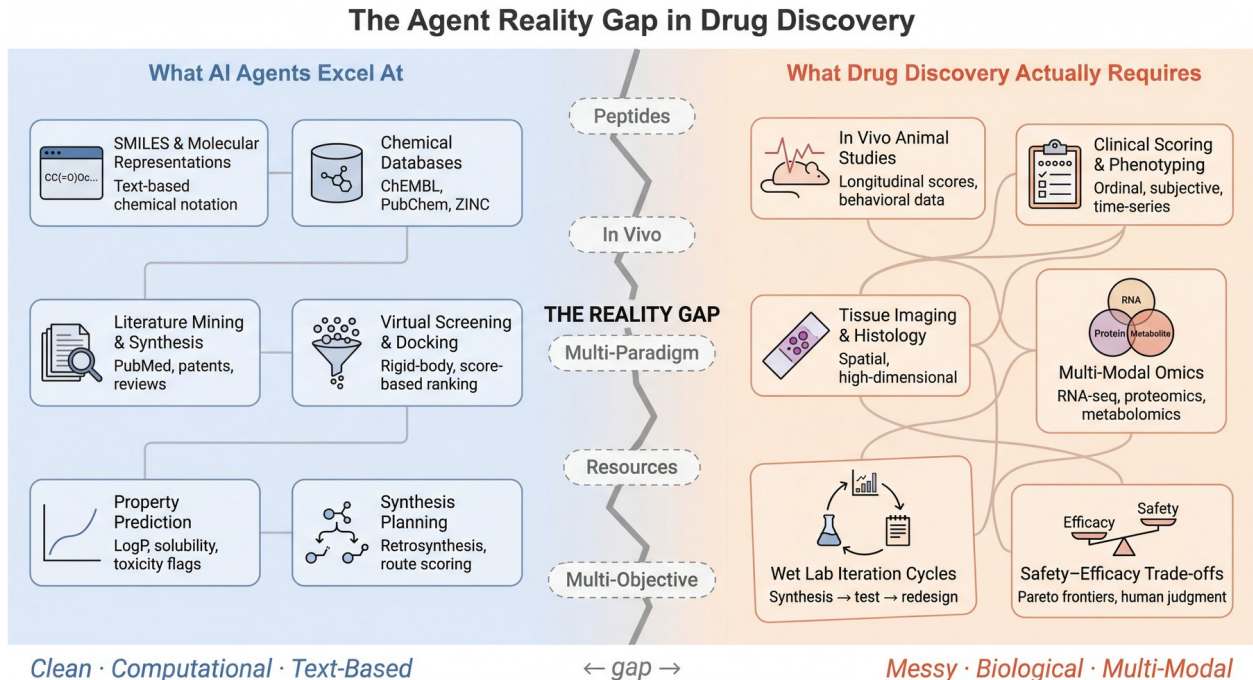 The Agent Reality Gap in Drug Discovery
What AI Agents Excel At
CC(=O)Oc...
SMILES & Molecular
Representations
Text-based
chemical notation
Chemical
Databases
ChEMBL,
PubChem, ZINC
Literature Mining
& Synthesis
PubMed, patents,
reviews
Virtual Screening
& Docking
Rigid-body, score-
based ranking
Property
Prediction
LogP, solubility,
toxicity flags
Synthesis
Planning
Retrosynthesis,
route scoring
Peptides
In Vivo
THE REALITY GAP
Multi-Paradigm
Resources
Multi-Objective
What Drug Discovery Actually Requires
In Vivo Animal
Studies
Longitudinal scores,
behavioral data
Clinical Scoring
& Phenotyping
Ordinal, subjective,
time-series
Tissue Imaging
& Histology
Spatial,
high-dimensional
RNA
Protein
Metabolite
Multi-Modal Omics
RNA-seq, proteomics,
metabolomics
Wet Lab Iteration Cycles
Synthesis → test → redesign
Efficacy
Safety
Safety–Efficacy Trade-offs
Pareto frontiers, human judgment
Clean · Computational · Text-Based
← gap →
Messy · Biological · Multi-Modal